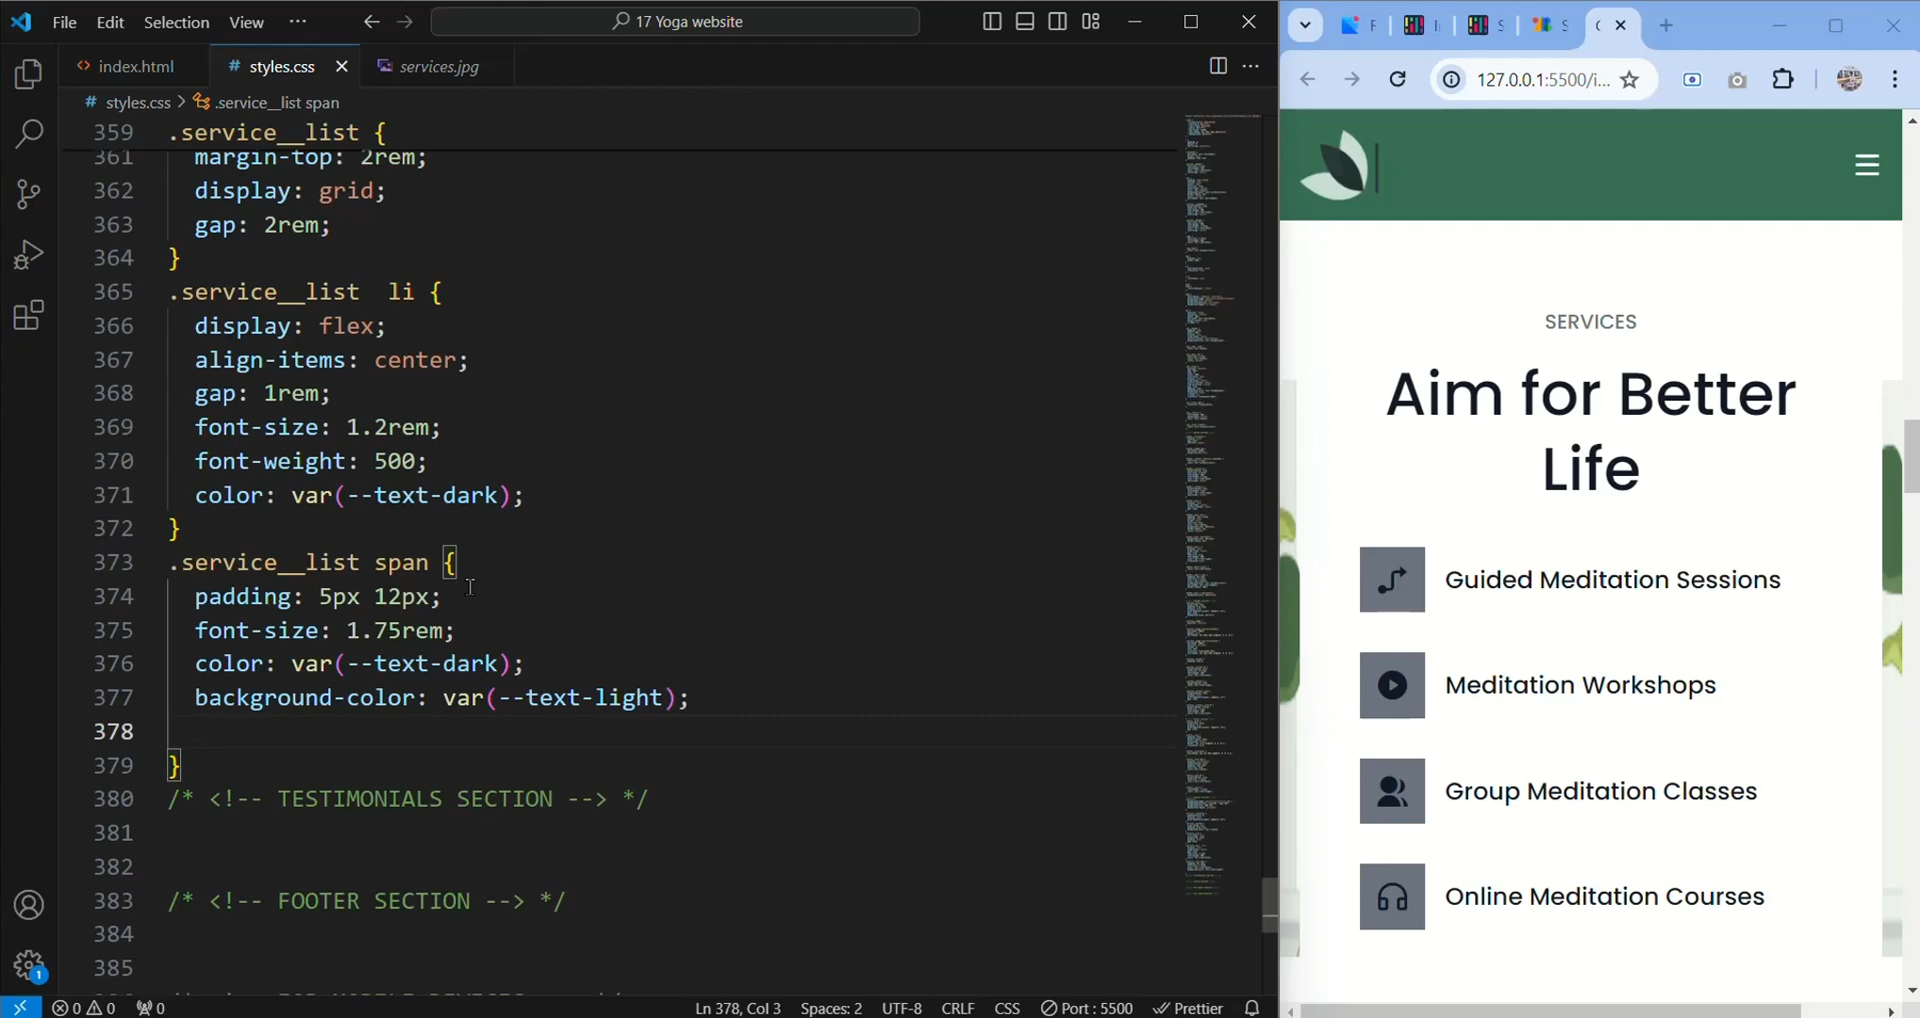 File Edit Selection View ··· 17 Yoga website
index.html # styles.css services.jpg
# styles.css > .service__list span
359 .service__list {
361 margin-top: 2rem;
362 display: grid;
363 gap: 2rem;
364 }
365 .service__list  li {
366 display: flex;
367 align-items: center;
368 gap: 1rem;
369 font-size: 1.2rem;
370 font-weight: 500;
371 color: var(--text-dark);
372 }
373 .service__list span {
374 padding: 5px 12px;
375 font-size: 1.75rem;
376 color: var(--text-dark);
377 background-color: var(--text-light);
378
379 }
380 /* <!-- TESTIMONIALS SECTION --> */
381
382
383 /* <!-- FOOTER SECTION --> */
384
385
1
0 0 0 Ln 378, Col 3 Spaces: 2 UTF-8 CRLF CSS Port : 5500 Prettier
127.0.0.1:5500/i...
SERVICES
Aim for Better
Life
Guided Meditation Sessions
Meditation Workshops
Group Meditation Classes
Online Meditation Courses